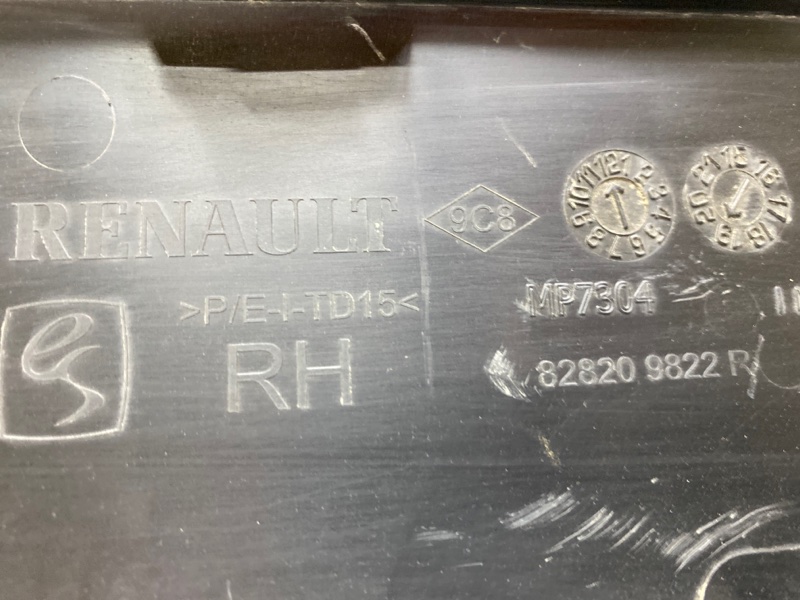 RENAULT
9C8
>P/E-I-TD15<
MP7304
RH
82820 9822 R